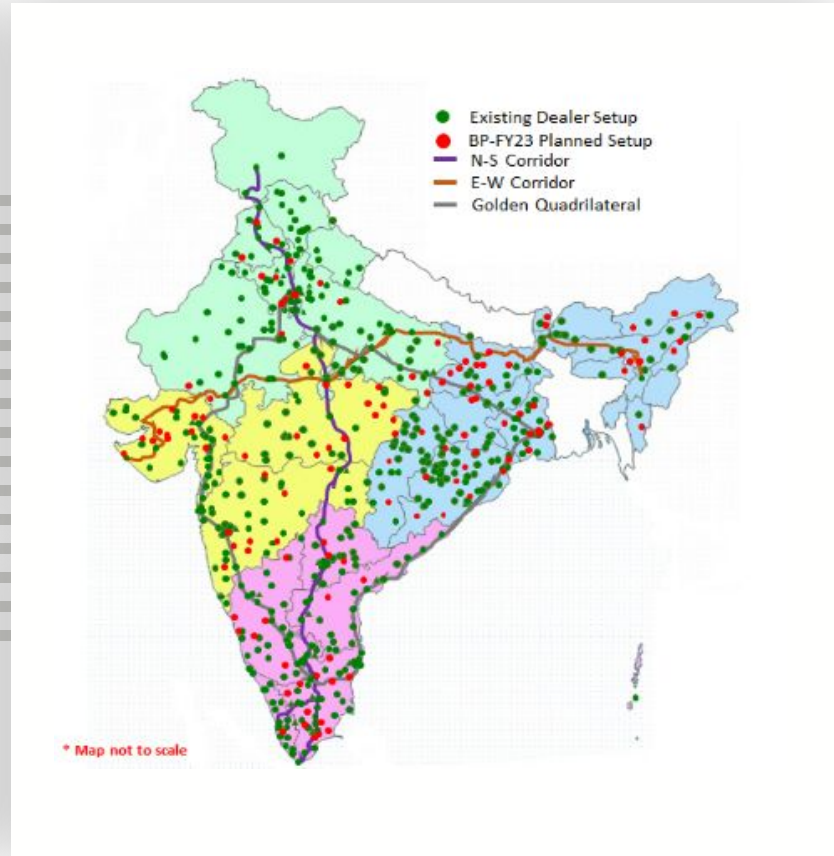 Existing Dealer Setup
BP-FY23 Planned Setup
N-S Corridor
E-W Corridor
Golden Quadrilateral
* Map not to scale